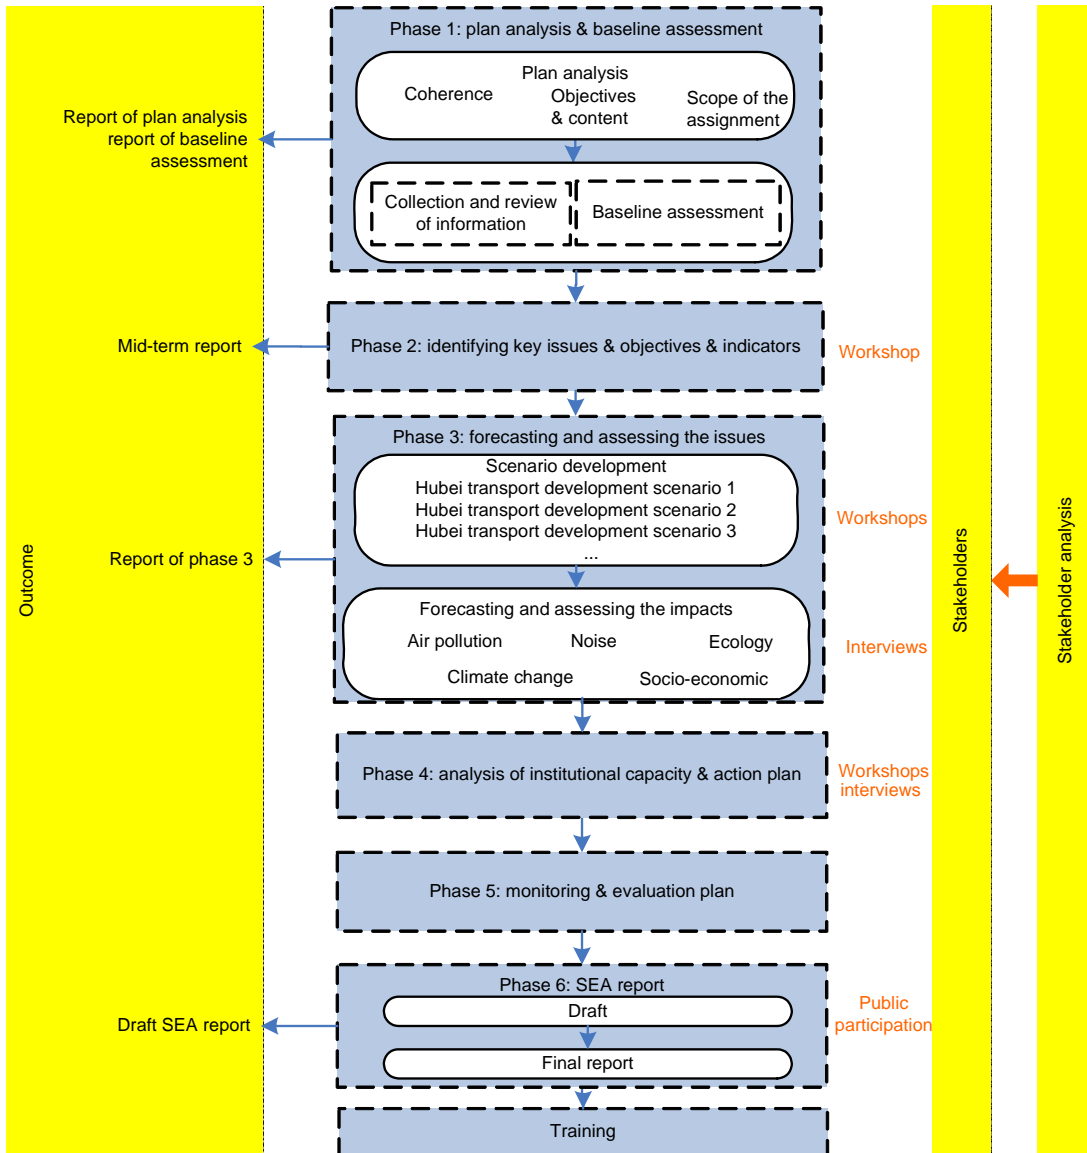 Phase 1: plan analysis & baseline assessment
Plan analysis
Coherence
Objectives
& content
Scope of the
assignment
Report of plan analysis
report of baseline
assessment
Collection and review
of information
Baseline assessment
Phase 2: identifying key issues & objectives & indicators
Mid-term report
Workshop
Phase 3: forecasting and assessing the issues
Scenario development
Hubei transport development scenario 1
Hubei transport development scenario 2
Hubei transport development scenario 3
...
Workshops
Report of phase 3
Forecasting and assessing the impacts
Air pollution
Noise
Ecology
Climate change
Socio-economic
Interviews
Phase 4: analysis of institutional capacity & action plan
Workshops
interviews
Phase 5: monitoring & evaluation plan
Phase 6: SEA report
Draft
Final report
Draft SEA report
Public
participation
Training
Outcome
Stakeholders
Stakeholder analysis